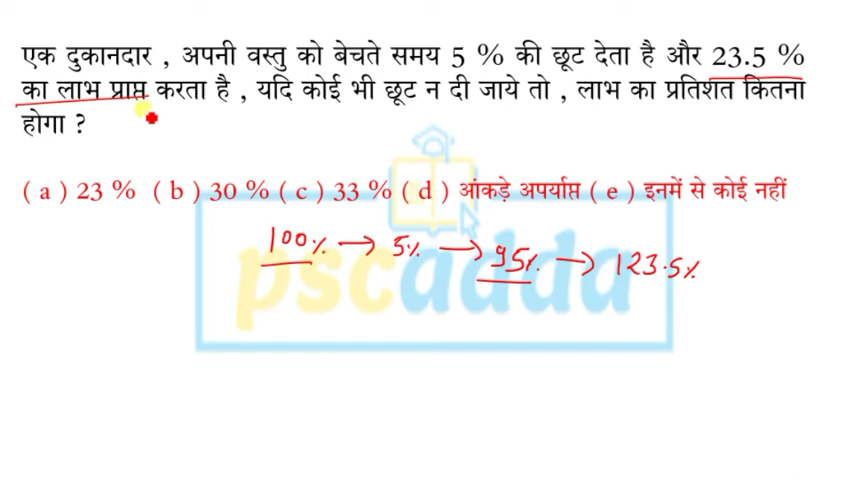 एक दुकानदार , अपनी वस्तु को बेचते समय 5 % की छूट देता है और 23.5 %
का लाभ प्राप्त करता है , यदि कोई भी छूट न दी जाये तो , लाभ का प्रतिशत कितना
होगा ?
( a ) 23 % ( b ) 30 % ( c ) 33 % ( d ) आंकड़े अपर्याप्त ( e ) इनमें से कोई नहीं
100% → 5% → 95% → 123.5%
pscadda